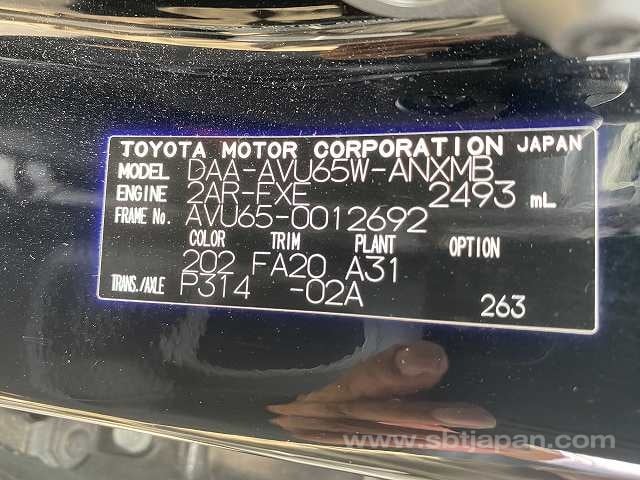 TOYOTA MOTOR CORPORATION JAPAN
MODEL DAA-AVU65W-ANXMB
ENGINE 2AR-FXE 2493 mL
FRAME No. AVU65-0012692
COLOR TRIM PLANT OPTION
202 FA20 A31
TRANS./AXLE P314 -02A
263
www.sbtjapan.com